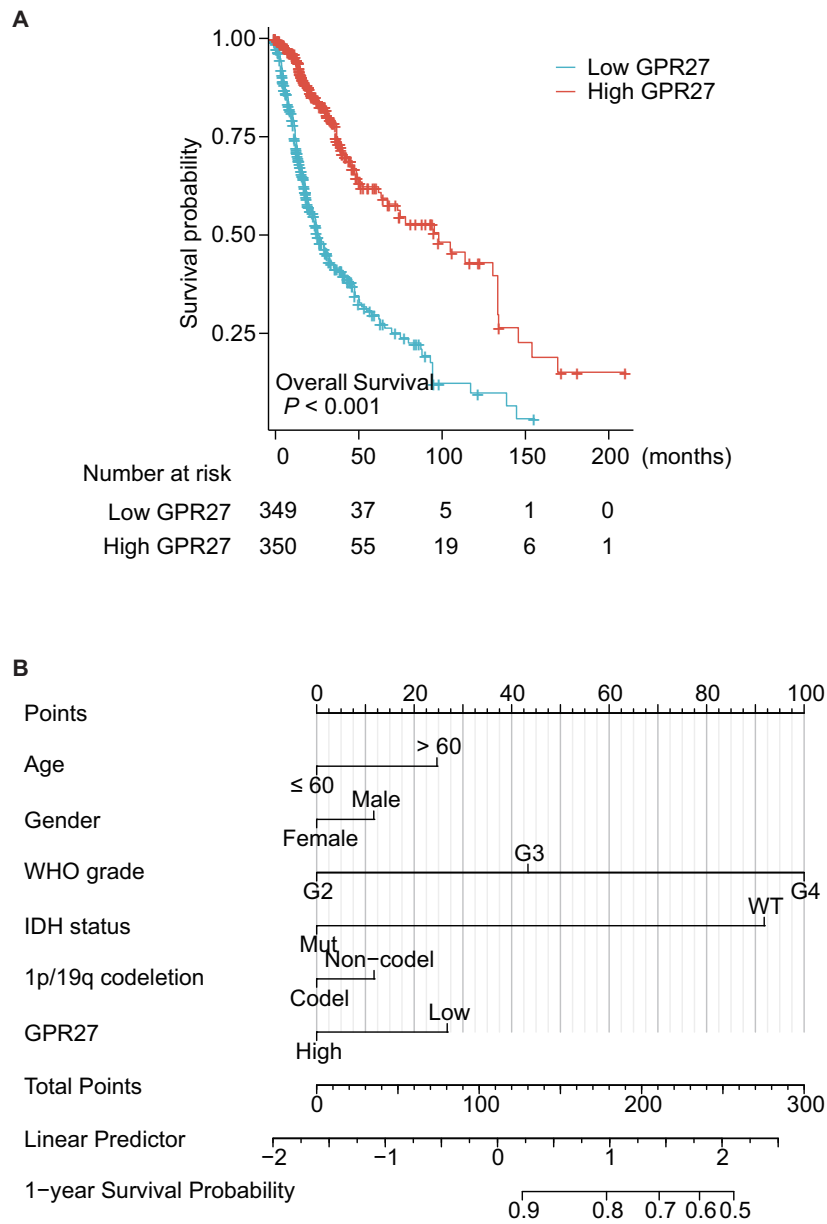 A
1.00
0.75
0.50
0.25
Survival probability
Low GPR27
High GPR27
Overall Survival
P < 0.001
0 50 100 150 200 (months)
Number at risk
Low GPR27 349 37 5 1 0
High GPR27 350 55 19 6 1
B
0 20 40 60 80 100
Points
> 60
Age
≤ 60
Male
Gender
Female
G3
WHO grade
G2 G4
WT
IDH status
Mut
Non-codel
1p/19q codeletion
Codel
Low
GPR27
High
Total Points
0 100 200 300
Linear Predictor
−2 −1 0 1 2
1−year Survival Probability
0.9 0.8 0.7 0.6 0.5